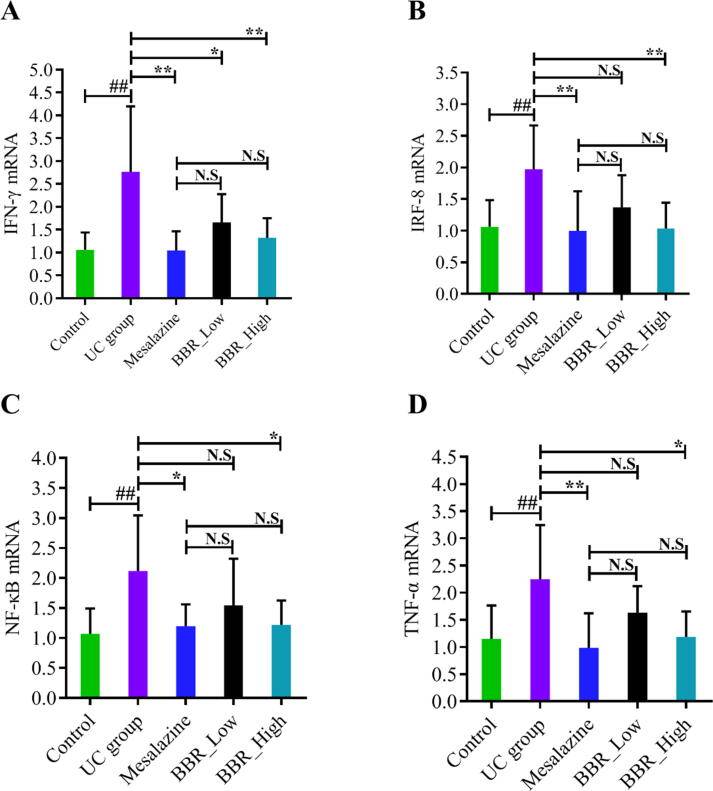 A
**
*
**
##
N.S
N.S
IFN-γ mRNA
5.0
4.5
4.0
3.5
3.0
2.5
2.0
1.5
1.0
0.5
0.0
Control
UC group
Mesalazine
BBR_Low
BBR_High
B
**
N.S
**
##
N.S
N.S
IRF-8 mRNA
3.5
3.0
2.5
2.0
1.5
1.0
0.5
0.0
Control
UC group
Mesalazine
BBR_Low
BBR_High
C
*
N.S
*
##
N.S
N.S
NF-κB mRNA
4.0
3.5
3.0
2.5
2.0
1.5
1.0
0.5
0.0
Control
UC group
Mesalazine
BBR_Low
BBR_High
D
*
N.S
**
##
N.S
N.S
TNF-α mRNA
4.5
4.0
3.5
3.0
2.5
2.0
1.5
1.0
0.5
0.0
Control
UC group
Mesalazine
BBR_Low
BBR_High